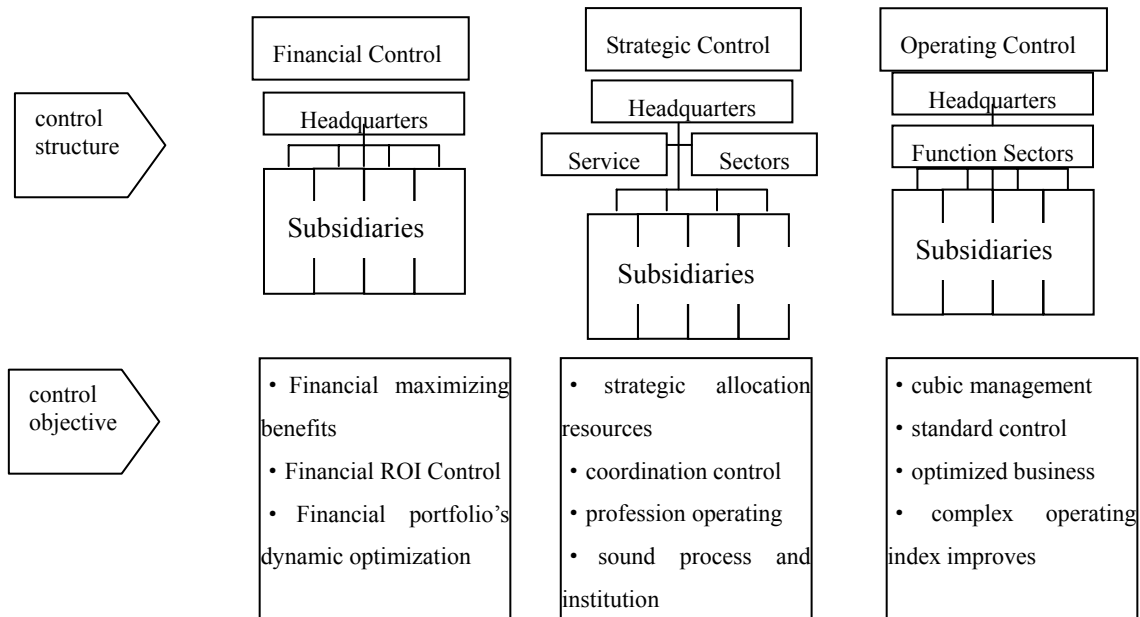 Financial Control
Strategic Control
Operating Control
control
structure
Headquarters
Subsidiaries
Headquarters
Service
Sectors
Subsidiaries
Headquarters
Function Sectors
Subsidiaries
control
objective
・Financial maximizing
benefits
・Financial ROI Control
・Financial portfolio’s
dynamic optimization
・strategic allocation
resources
・coordination control
・profession operating
・sound process and
institution
・cubic management
・standard control
・optimized business
・complex operating
index improves